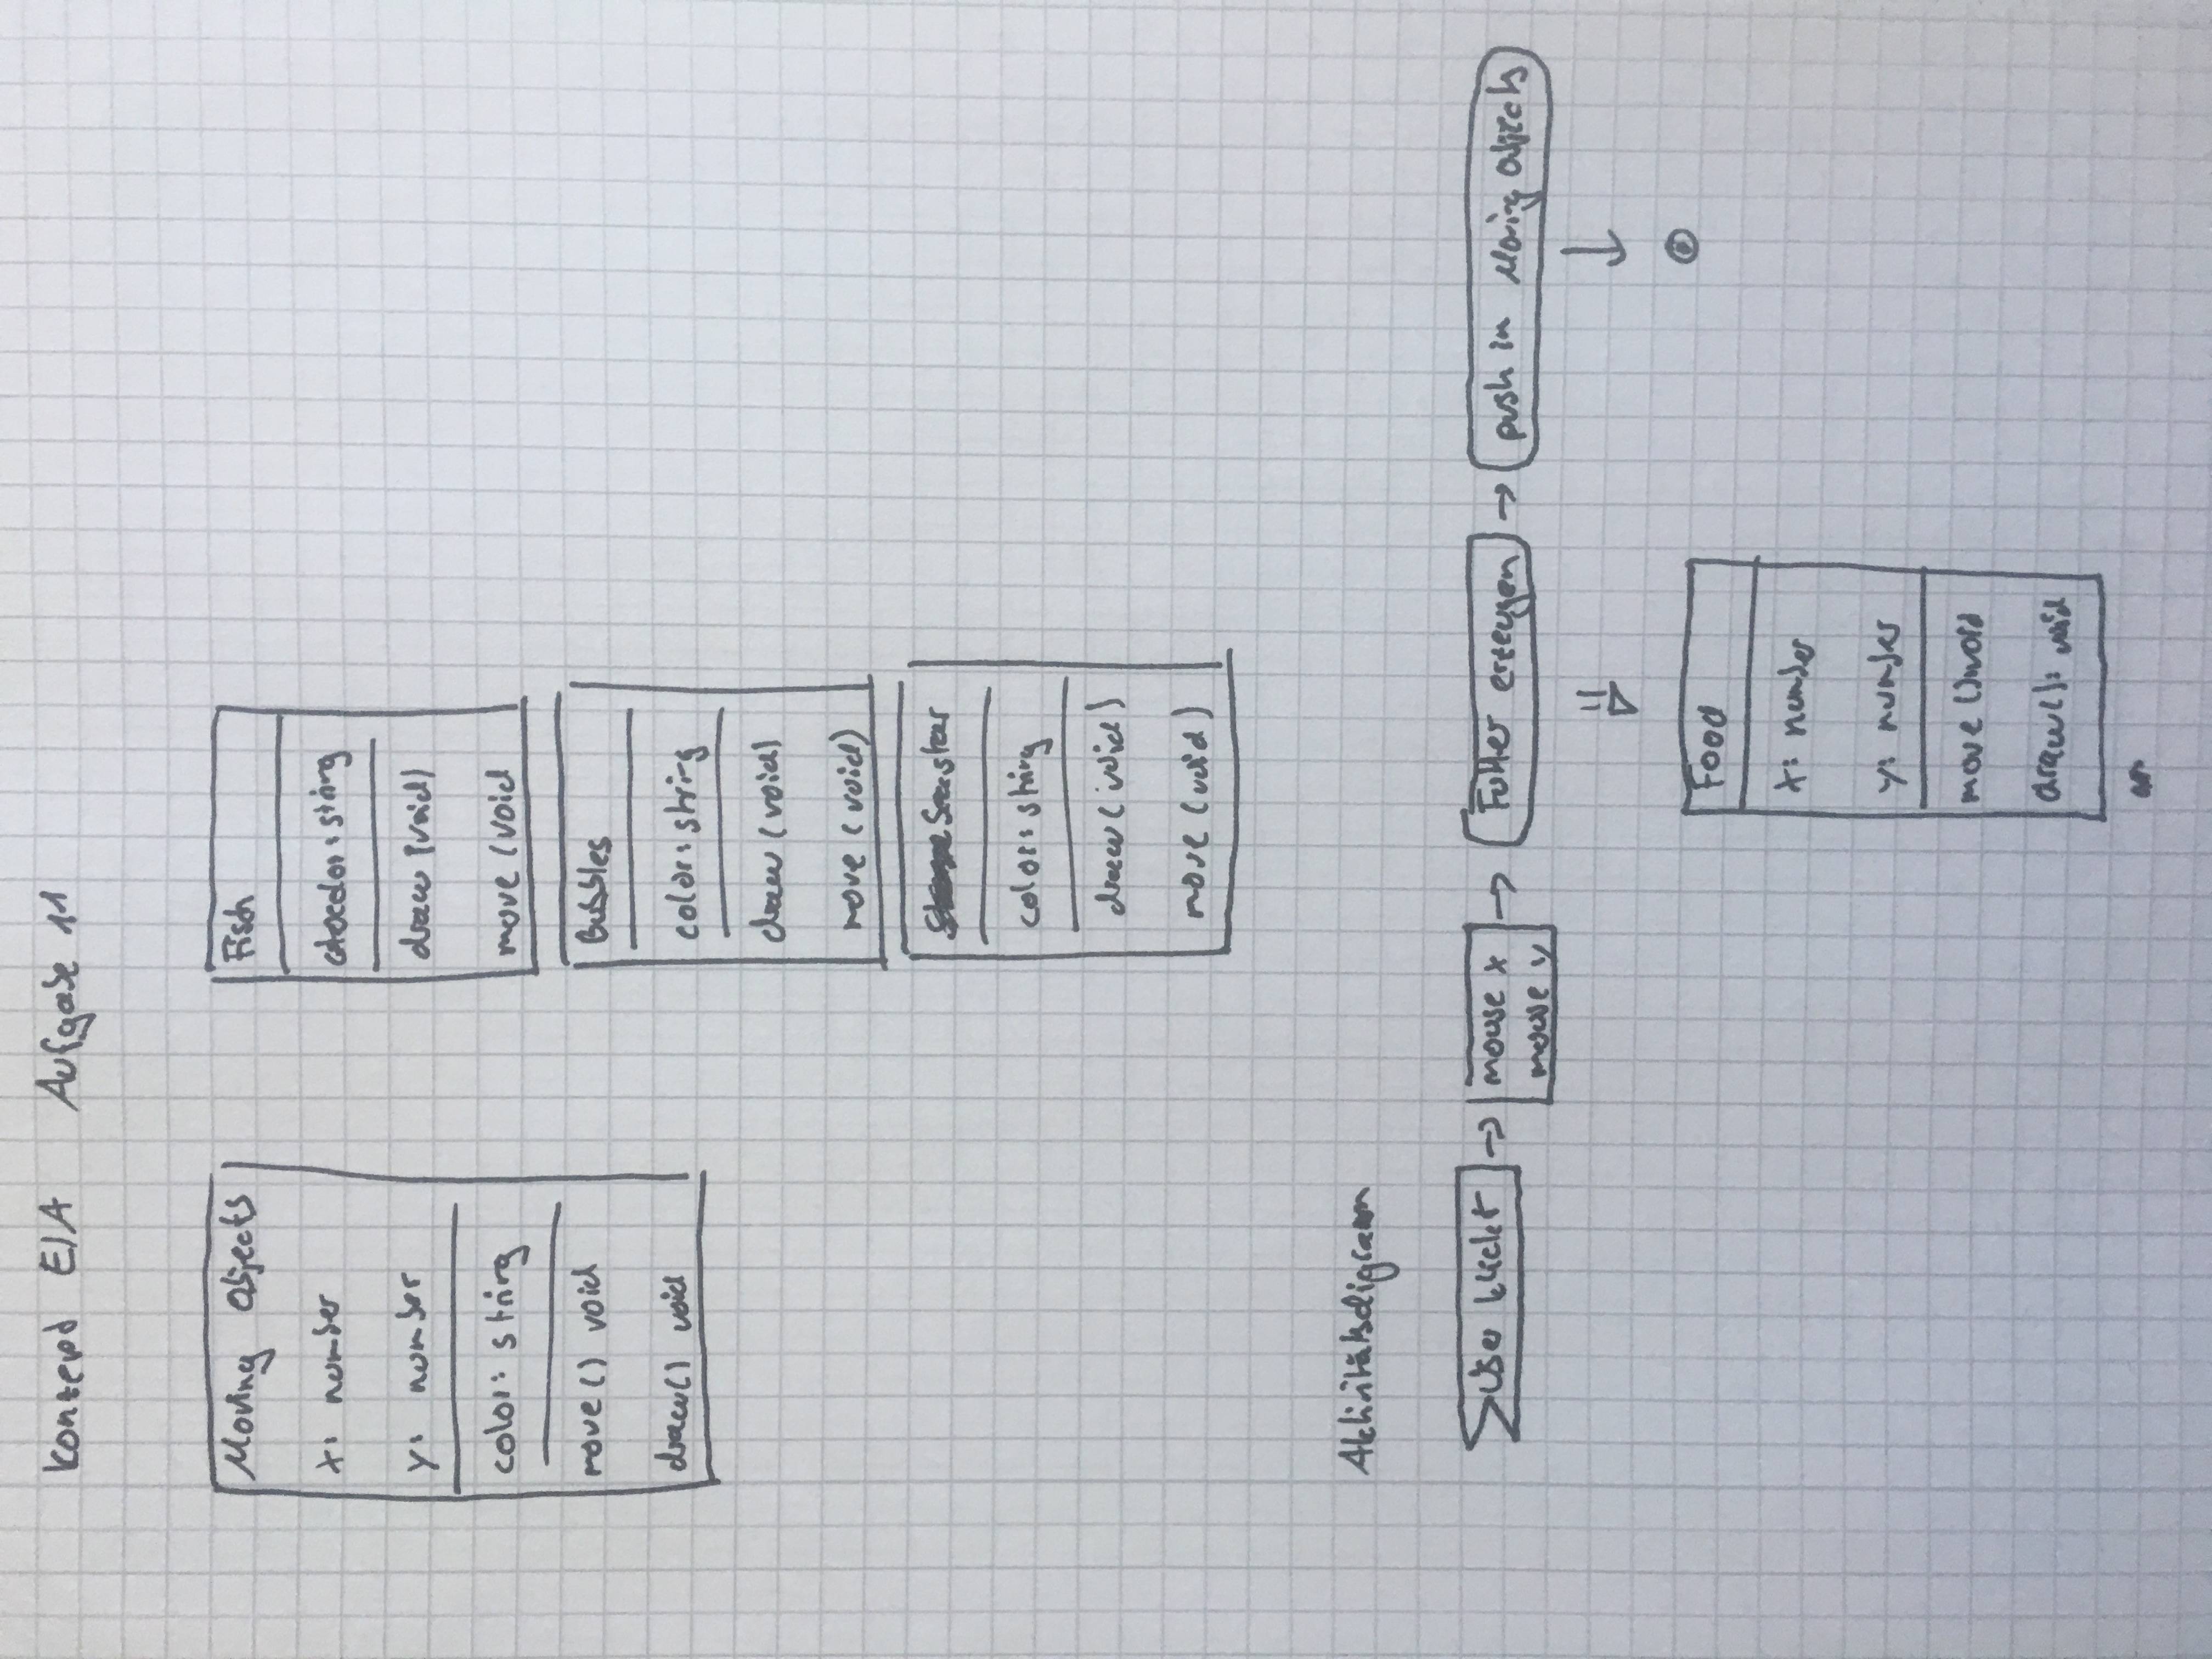 Konzept EIA Aufgabe 11
Moving Objects
x: number
y: number
color: string
move() void
draw() void
Fisch
color: string
draw (void)
move (void
Bubbles
color: string
draw (void)
move (void)
Seastar
color: string
draw (void)
move (void)
Aktivitätsdigramm
User klickt
mouse x
mouse y
Futter erzeugen
push in Moving Objects
Food
x: number
y: number
move () void
draw(): void